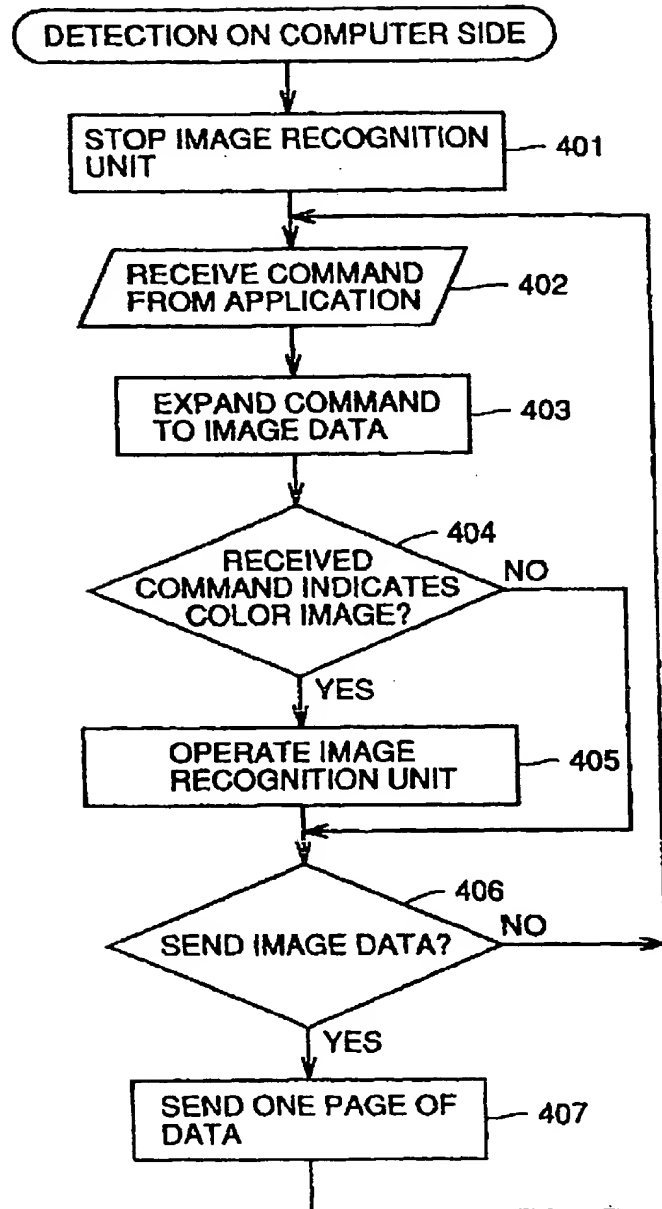 DETECTION ON COMPUTER SIDE
STOP IMAGE RECOGNITION
UNIT
401
RECEIVE COMMAND
FROM APPLICATION
402
EXPAND COMMAND
TO IMAGE DATA
403
404
RECEIVED
COMMAND INDICATES
COLOR IMAGE?
NO
YES
OPERATE IMAGE
RECOGNITION UNIT
405
406
SEND IMAGE DATA?
NO
YES
SEND ONE PAGE OF
DATA
407